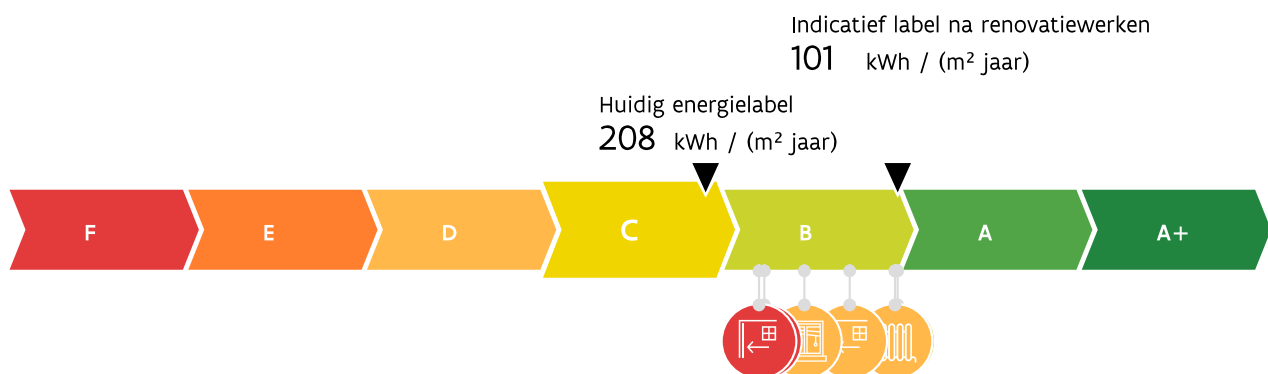 Indicatief label na renovatiewerken
101 kWh / (m² jaar)
Huidig energielabel
208 kWh / (m² jaar)
F E D C B A A+